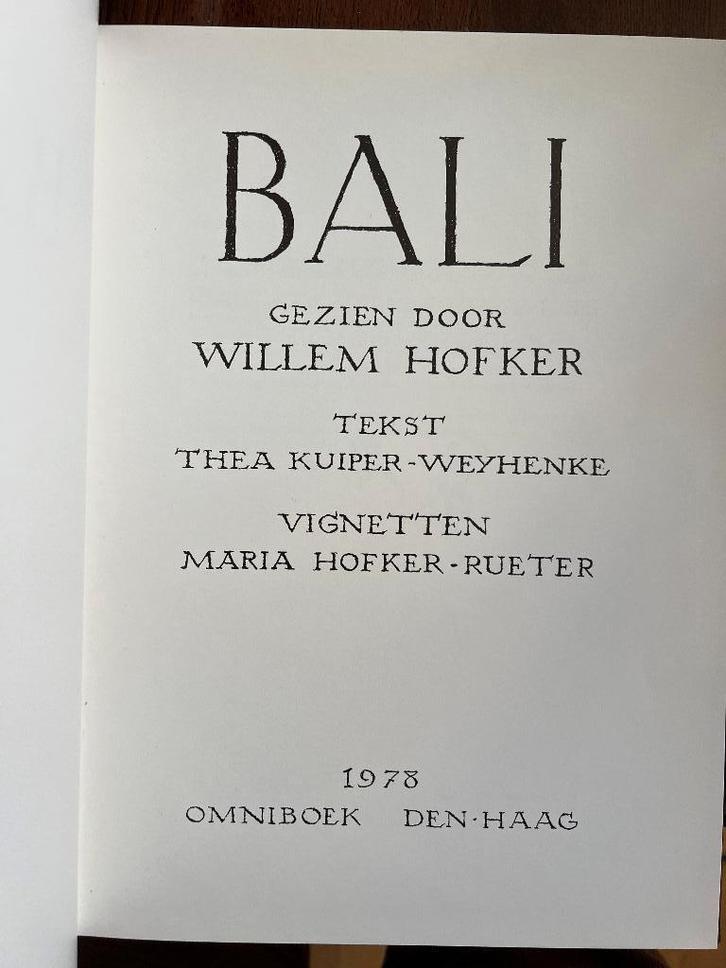 BALI
GEZIEN DOOR
WILLEM HOFKER
TEKST
THEA KUIPER-WEYHENKE
VIGNETTEN
MARIA HOFKER-RUETER
1978
OMNIBOEK DEN·HAAG